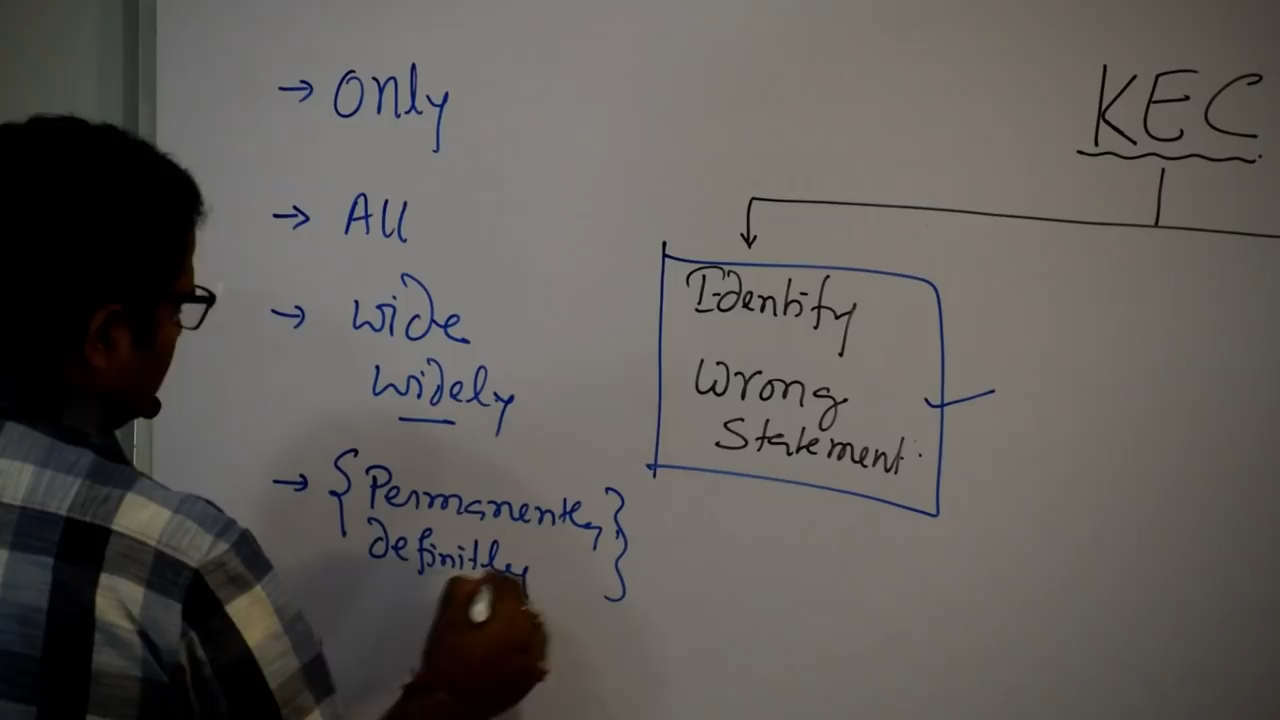 → Only
→ All
→ wide
widely
→ { Permanently }
definitly }
KEC
Identify
Wrong
Statement